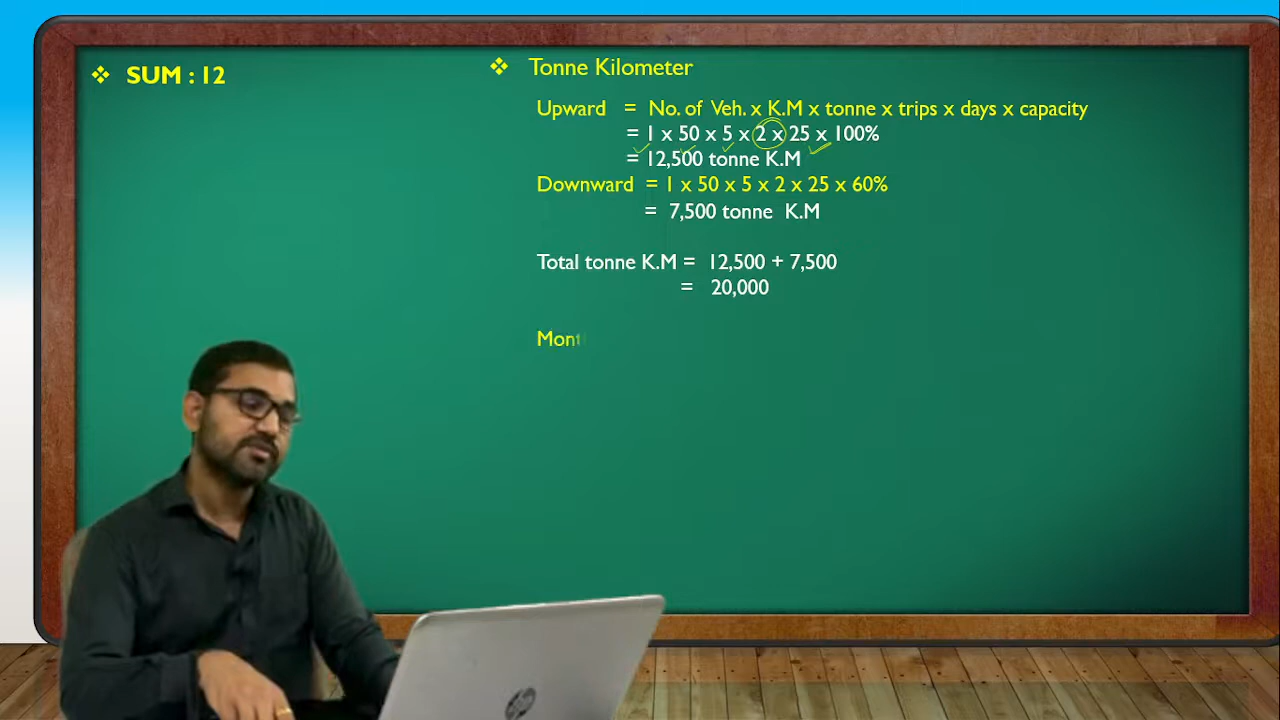 ❖ SUM : 12
❖ Tonne Kilometer
Upward = No. of Veh. x K.M x tonne x trips x days x capacity
= 1 x 50 x 5 x 2 x 25 x 100%
= 12,500 tonne K.M
Downward = 1 x 50 x 5 x 2 x 25 x 60%
= 7,500 tonne K.M
Total tonne K.M = 12,500 + 7,500
= 20,000
Mont
hp